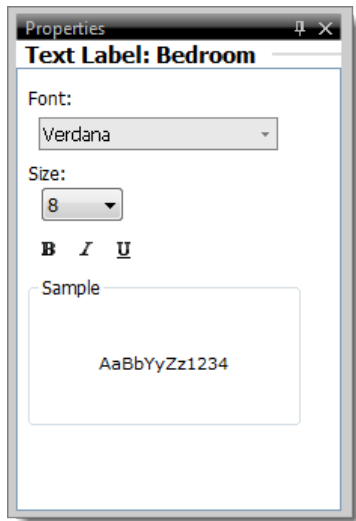 Properties
Text Label: Bedroom
Font:
Verdana
Size:
8
B I U
Sample
AaBbYyZz1234